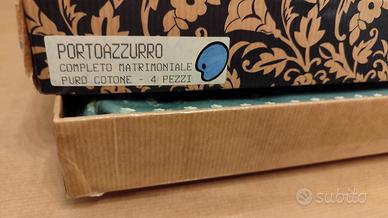 PORTOAZZURRO
COMPLETO MATRIMONIALE
PURO COTONE - 4 PEZZI
subito